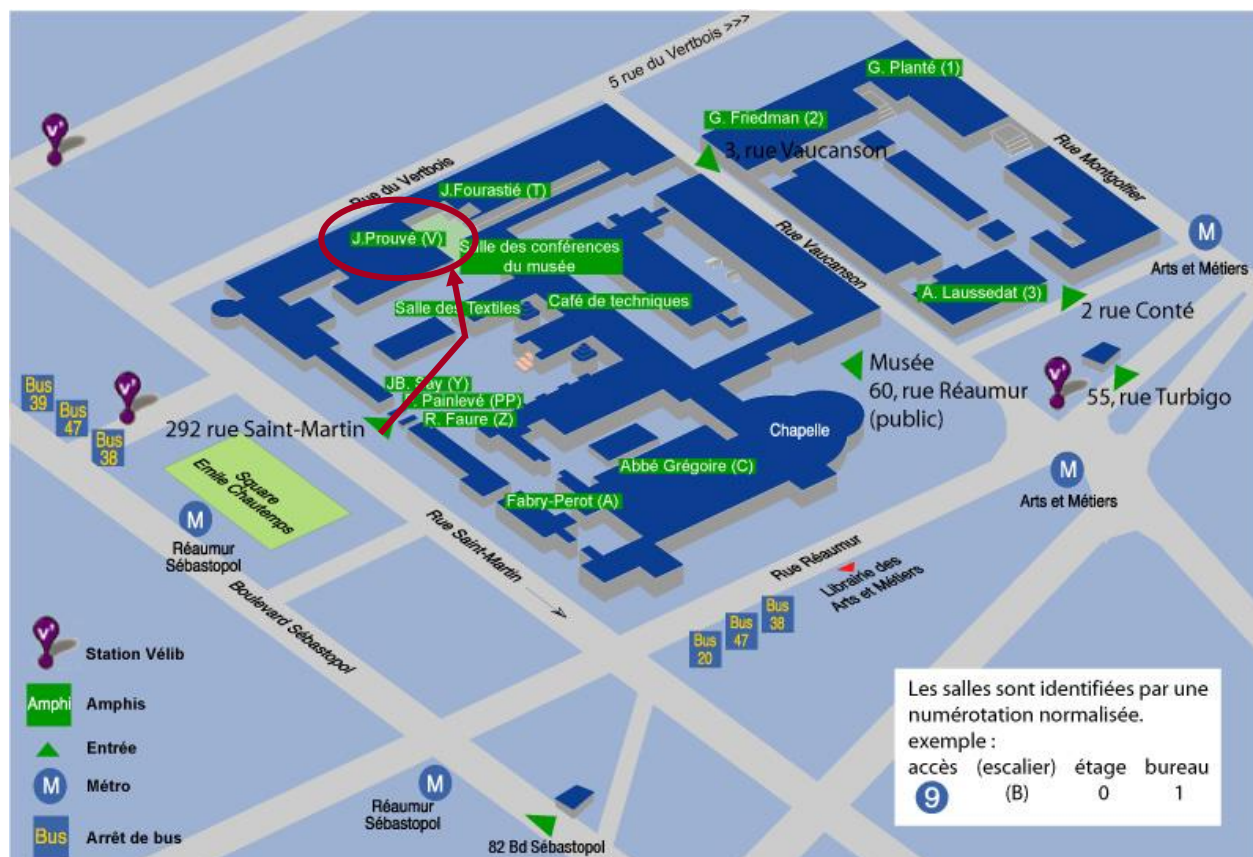 5 rue du Vertbois >>>
G. Planté (1)
G. Friedman (2)
3, rue Vaucanson
Rue Montgolfier
Rue du Vertbois
J.Fourastié (T)
J.Prouvé (V)
Salle des conférences
du musée
Rue Vaucanson
M
Arts et Métiers
A. Laussedat (3)
2 rue Conté
Salle des Textiles
Café de techniques
Musée
60, rue Réaumur
(public)
55, rue Turbigo
Bus
39
Bus
47
Bus
38
JB. Say (Y)
P. Painlevé (PP)
R. Faure (Z)
292 rue Saint-Martin
Chapelle
Abbé Grégoire (C)
Fabry-Perot (A)
M
Arts et Métiers
Square
Emile Chautemps
M
Réaumur
Sébastopol
Rue Saint-Martin
Rue Réaumur
Librairie des
Arts et Métiers
Boulevard Sébastopol
Bus
20
Bus
47
Bus
38
Station Vélib
Amphi Amphis
Entrée
M Métro
Bus Arrêt de bus
M
Réaumur
Sébastopol
82 Bd Sébastopol
Les salles sont identifiées par une
numérotation normalisée.
exemple :
accès (escalier) étage bureau
9 (B) 0 1